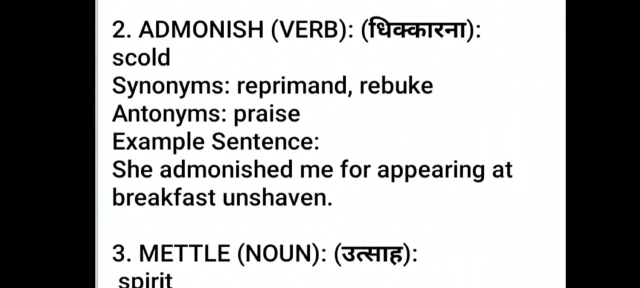 2. ADMONISH (VERB): (धिक्कारना):
scold
Synonyms: reprimand, rebuke
Antonyms: praise
Example Sentence:
She admonished me for appearing at
breakfast unshaven.
3. METTLE (NOUN): (उत्साह):
spirit